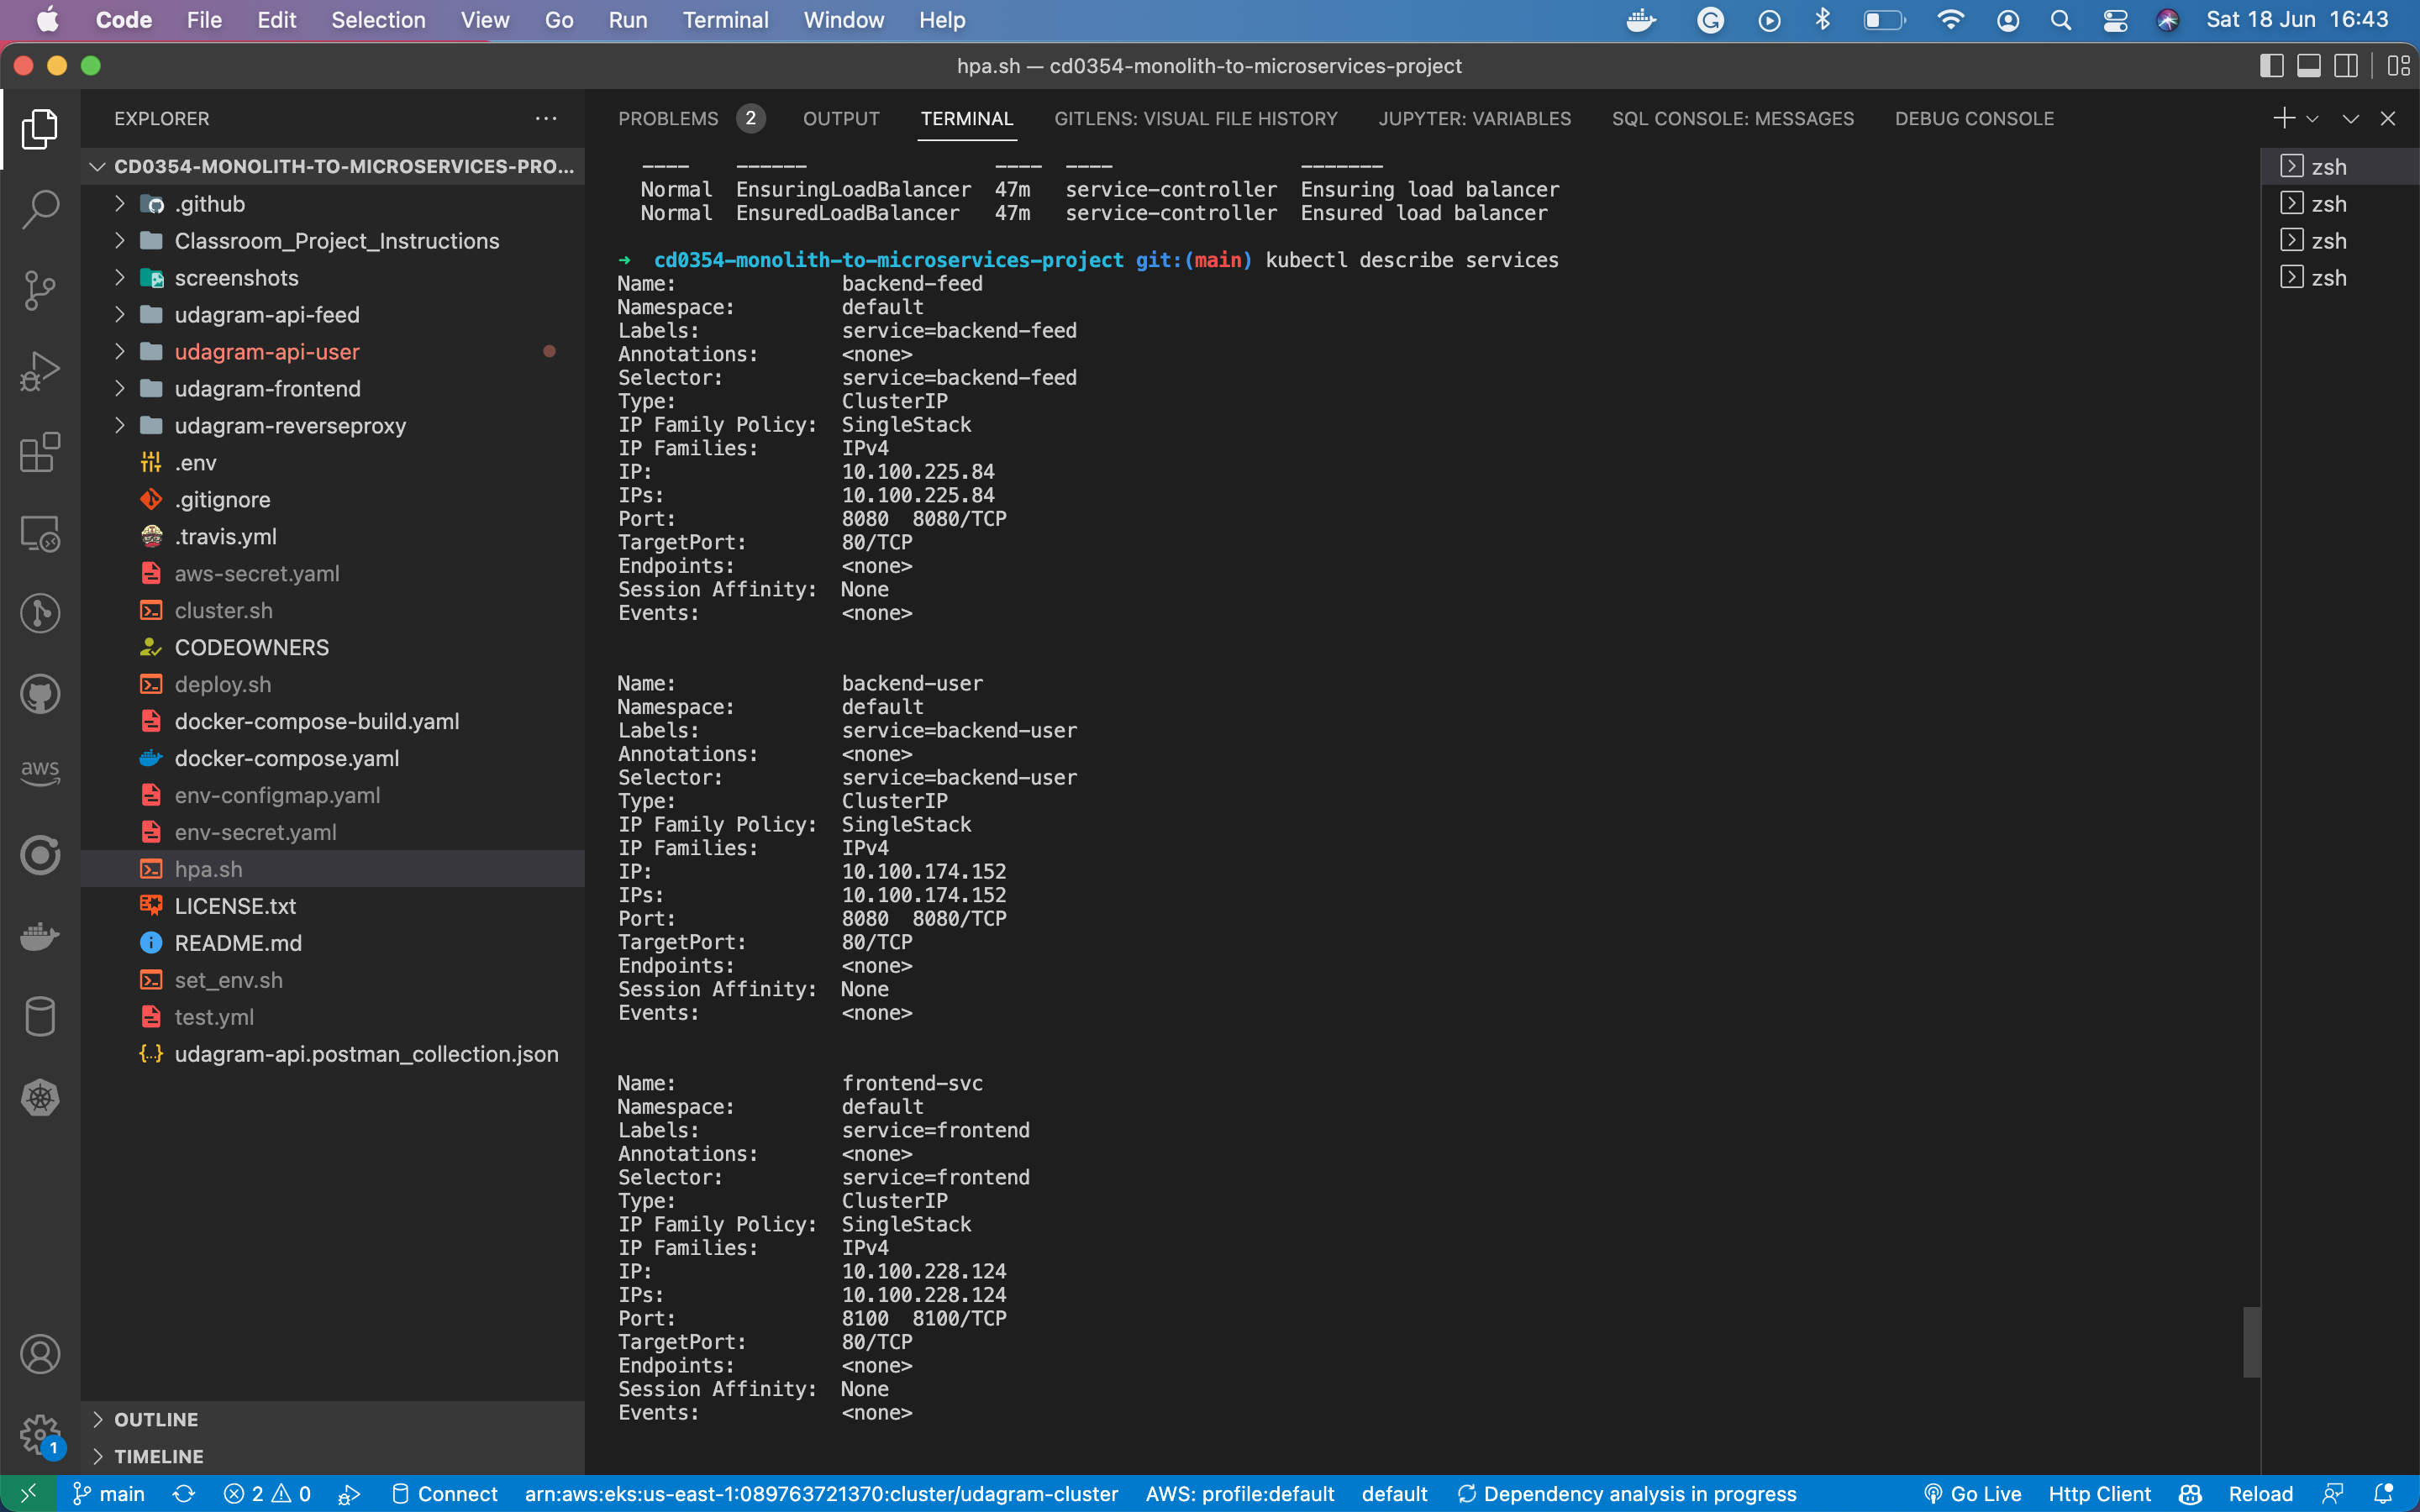 Code File Edit Selection View Go Run Terminal Window Help Sat 18 Jun 16:43
hpa.sh — cd0354-monolith-to-microservices-project
EXPLORER
CD0354-MONOLITH-TO-MICROSERVICES-PRO...
.github
Classroom_Project_Instructions
screenshots
udagram-api-feed
udagram-api-user
udagram-frontend
udagram-reverseproxy
.env
.gitignore
.travis.yml
aws-secret.yaml
cluster.sh
CODEOWNERS
deploy.sh
docker-compose-build.yaml
docker-compose.yaml
env-configmap.yaml
env-secret.yaml
hpa.sh
LICENSE.txt
README.md
set_env.sh
test.yml
udagram-api.postman_collection.json
OUTLINE
TIMELINE
aws
1
PROBLEMS 2 OUTPUT TERMINAL GITLENS: VISUAL FILE HISTORY JUPYTER: VARIABLES SQL CONSOLE: MESSAGES DEBUG CONSOLE
---- ------ ---- ---- -------
Normal EnsuringLoadBalancer 47m service-controller Ensuring load balancer
Normal EnsuredLoadBalancer 47m service-controller Ensured load balancer
➜ cd0354-monolith-to-microservices-project git:(main) kubectl describe services
Name: backend-feed
Namespace: default
Labels: service=backend-feed
Annotations: <none>
Selector: service=backend-feed
Type: ClusterIP
IP Family Policy: SingleStack
IP Families: IPv4
IP: 10.100.225.84
IPs: 10.100.225.84
Port: 8080 8080/TCP
TargetPort: 80/TCP
Endpoints: <none>
Session Affinity: None
Events: <none>
Name: backend-user
Namespace: default
Labels: service=backend-user
Annotations: <none>
Selector: service=backend-user
Type: ClusterIP
IP Family Policy: SingleStack
IP Families: IPv4
IP: 10.100.174.152
IPs: 10.100.174.152
Port: 8080 8080/TCP
TargetPort: 80/TCP
Endpoints: <none>
Session Affinity: None
Events: <none>
Name: frontend-svc
Namespace: default
Labels: service=frontend
Annotations: <none>
Selector: service=frontend
Type: ClusterIP
IP Family Policy: SingleStack
IP Families: IPv4
IP: 10.100.228.124
IPs: 10.100.228.124
Port: 8100 8100/TCP
TargetPort: 80/TCP
Endpoints: <none>
Session Affinity: None
Events: <none>
zsh
zsh
zsh
zsh
main 2 0 Connect arn:aws:eks:us-east-1:089763721370:cluster/udagram-cluster AWS: profile:default default Dependency analysis in progress Go Live Http Client Reload